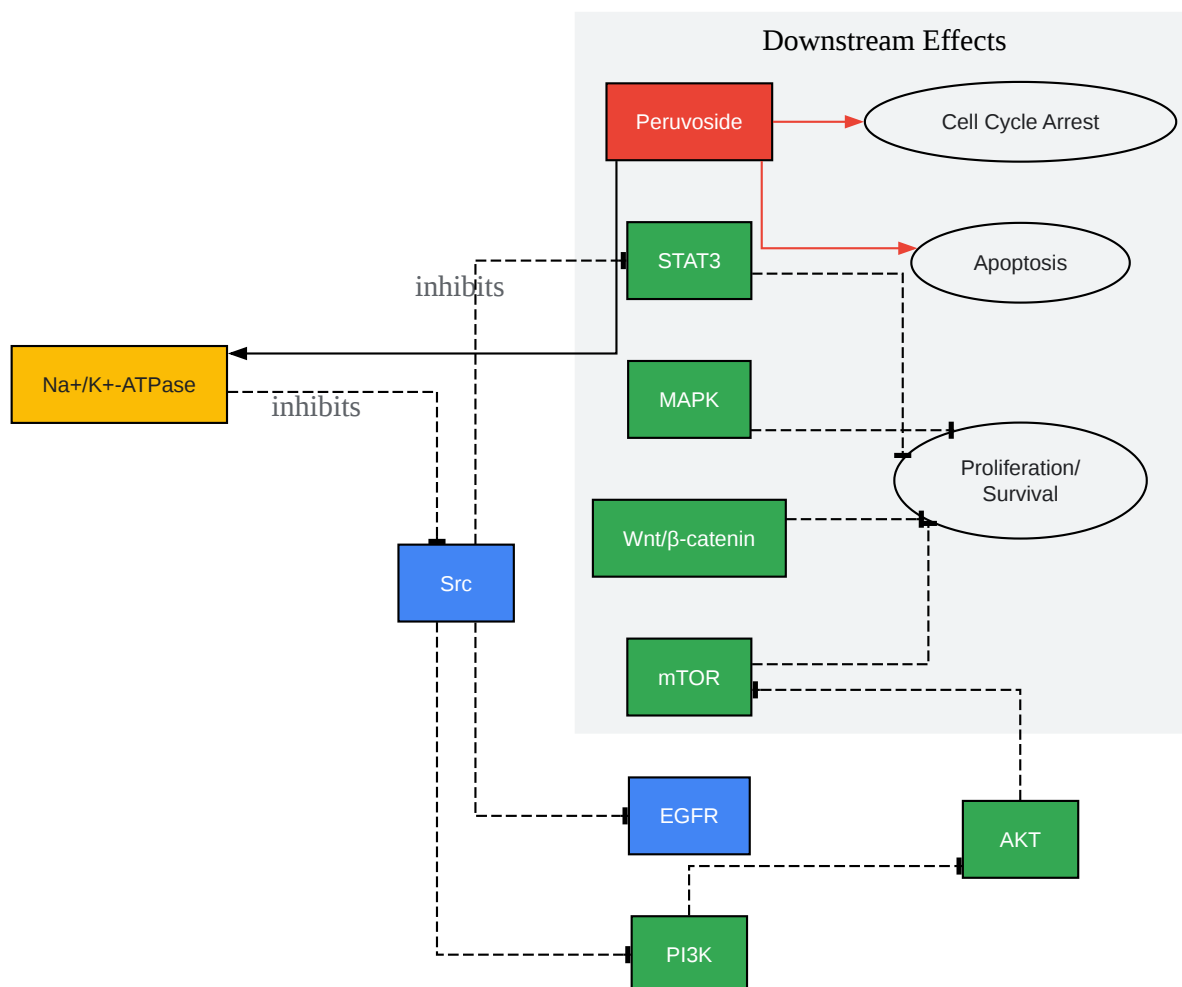 Downstream Effects
Peruvoside
Cell Cycle Arrest
STAT3
Apoptosis
inhibits
Na+/K+-ATPase
inhibits
MAPK
Proliferation/
Survival
Wnt/β-catenin
Src
mTOR
EGFR
AKT
PI3K